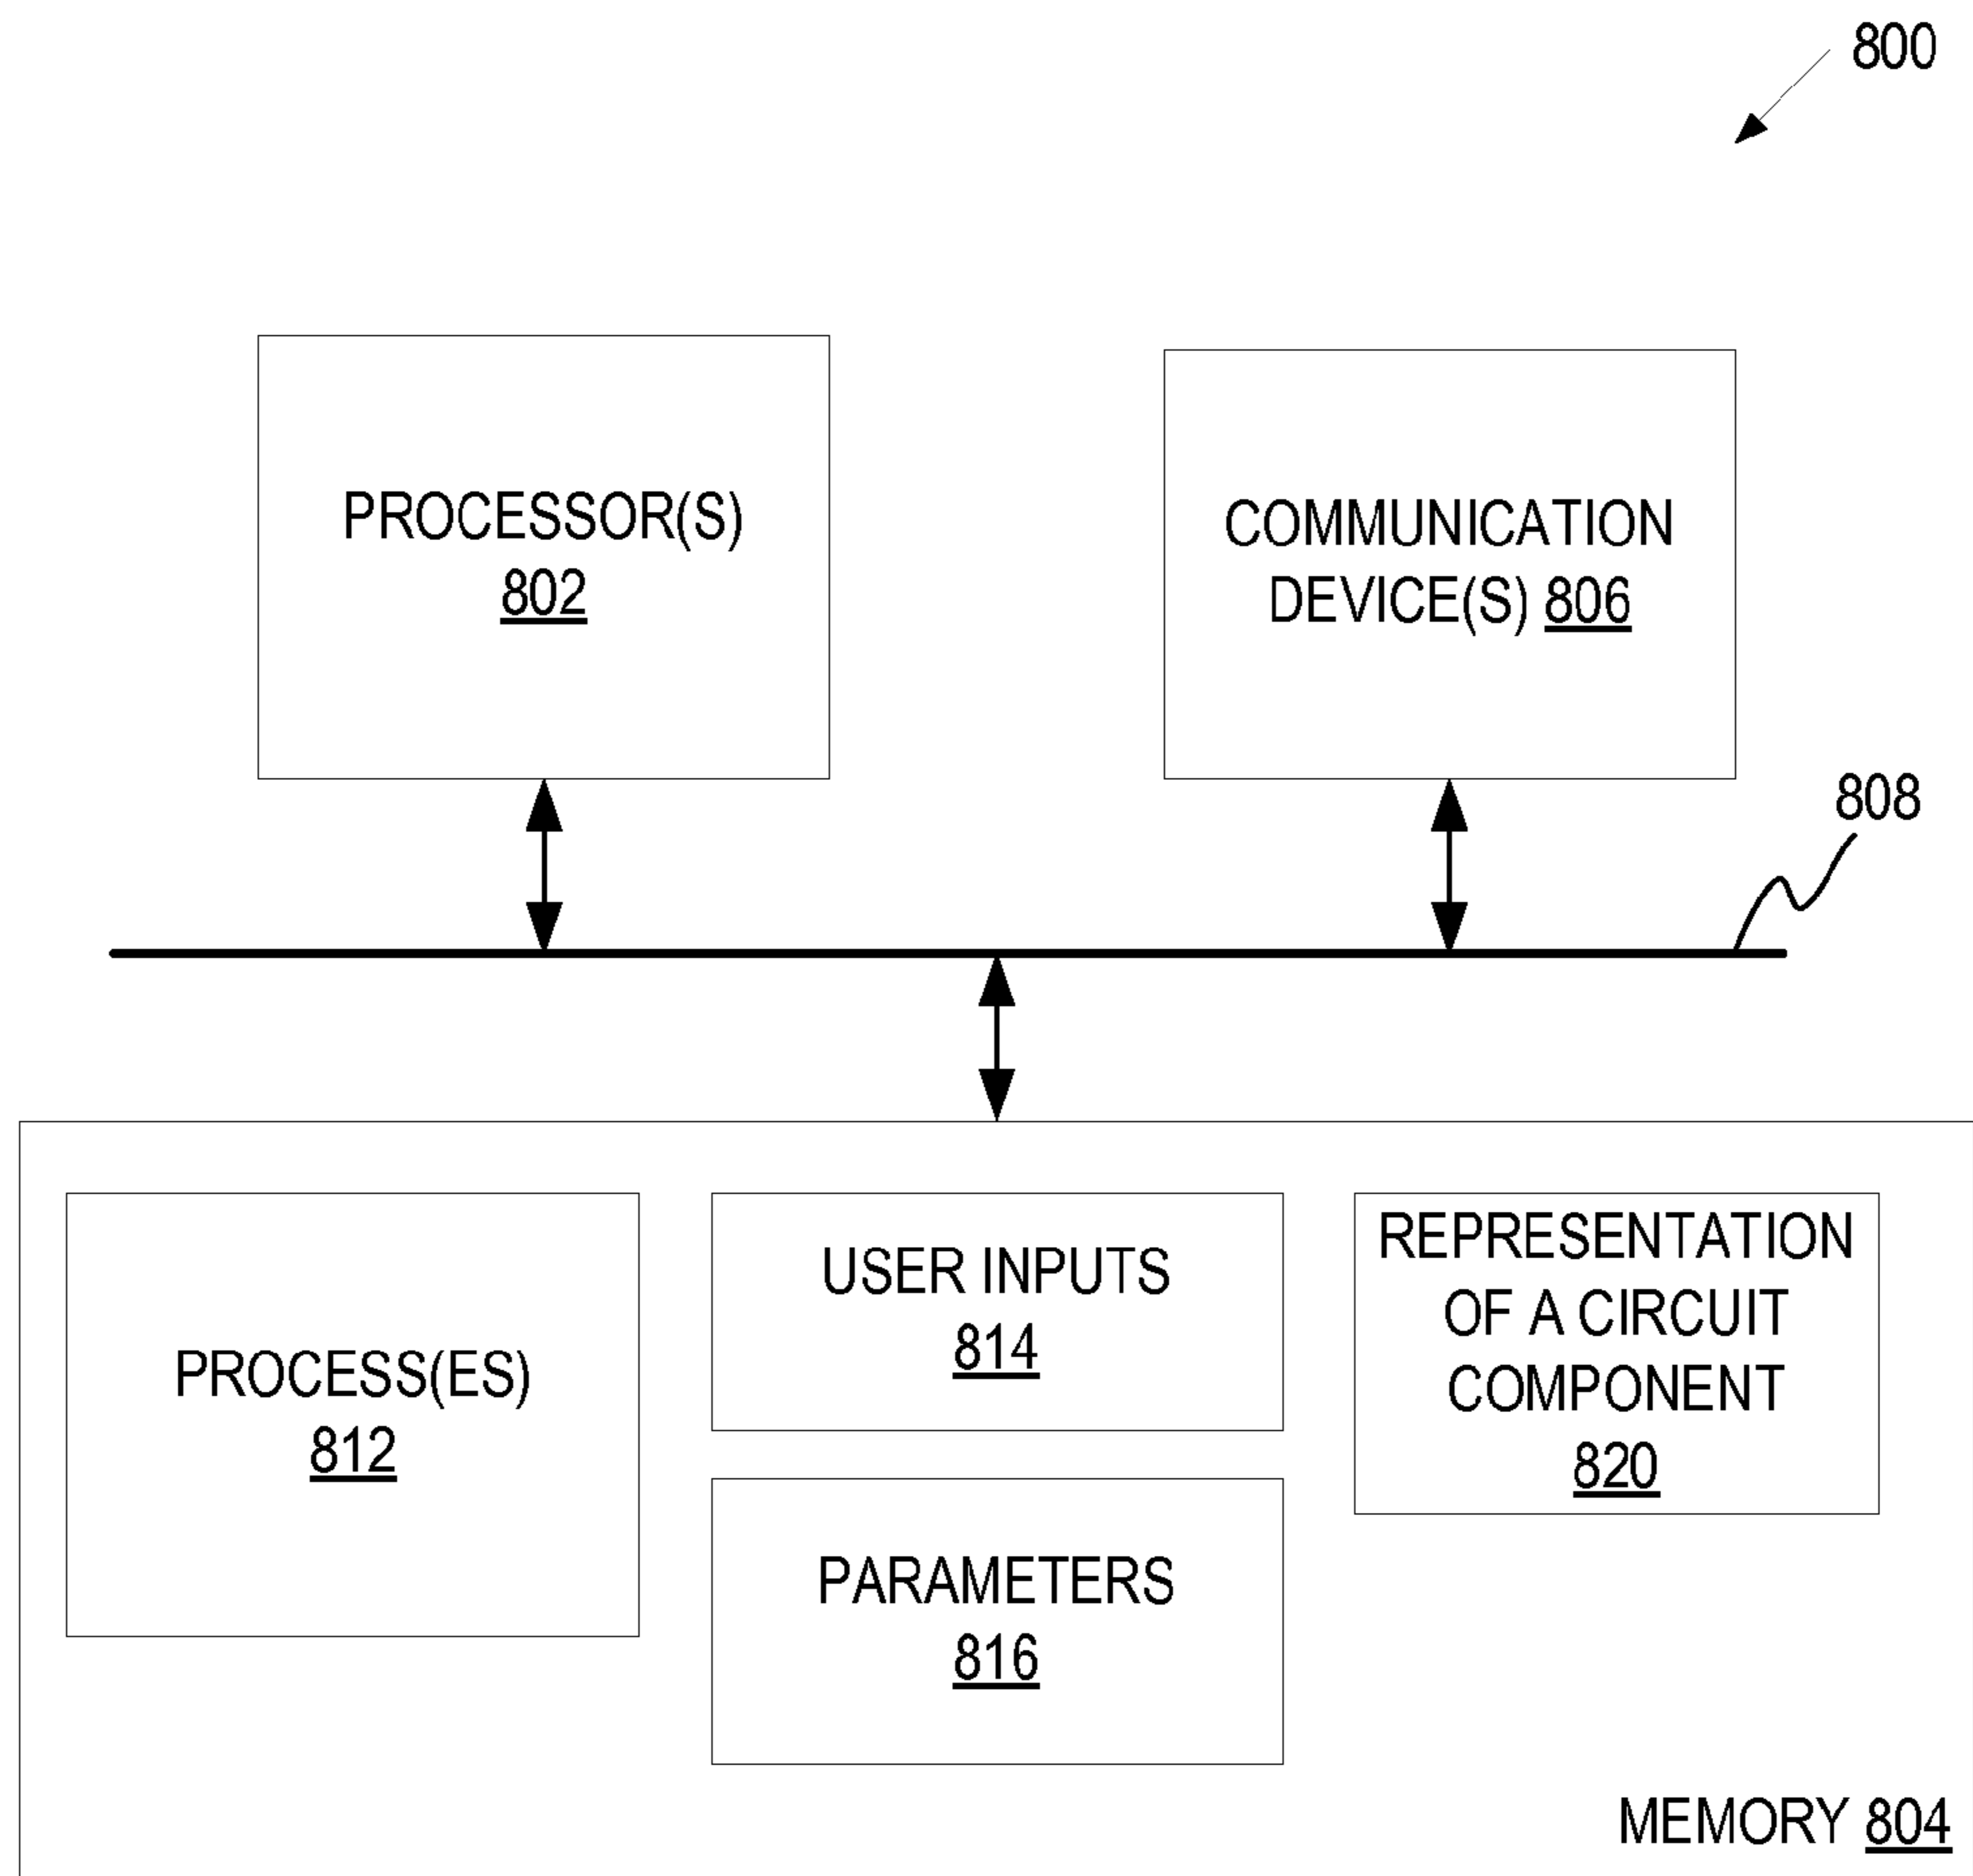 800
PROCESSOR(S)
802
COMMUNICATION
DEVICE(S) 806
808
PROCESS(ES)
812
USER INPUTS
814
PARAMETERS
816
REPRESENTATION
OF A CIRCUIT
COMPONENT
820
MEMORY 804